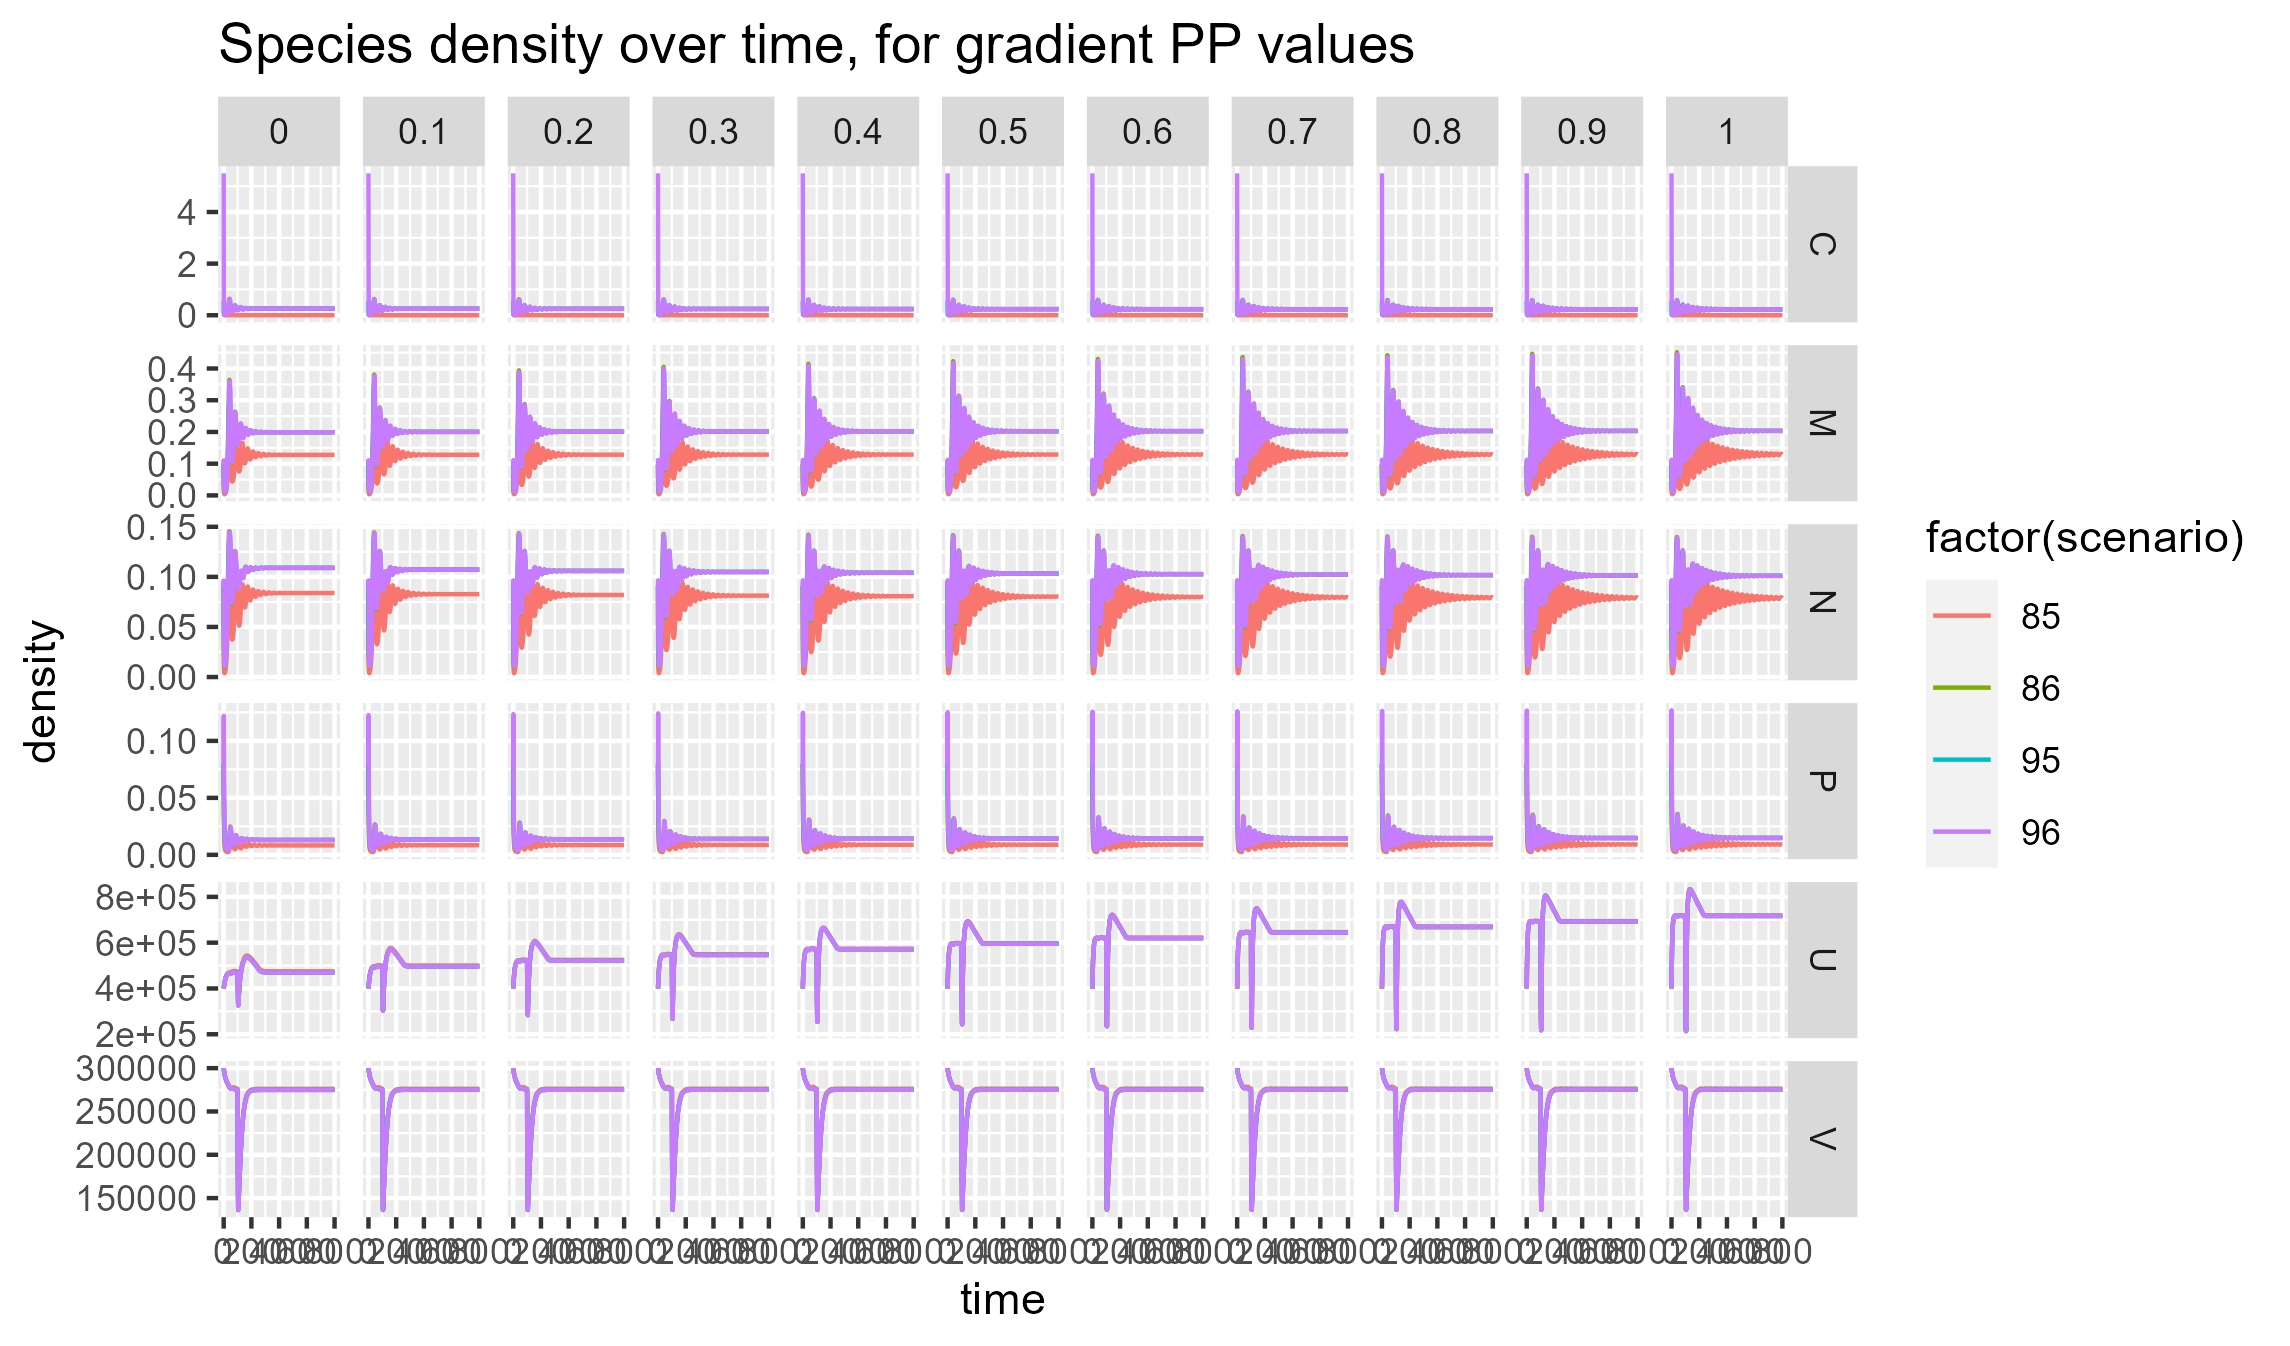 Species density over time, for gradient PP values
0 0.1 0.2 0.3 0.4 0.5 0.6 0.7 0.8 0.9 1
4
2
0
C
0.4
0.3
0.2
0.1
0.0
M
0.15
0.10
0.05
0.00
N
0.10
0.05
0.00
P
8e+05
6e+05
4e+05
2e+05
U
300000
250000
200000
150000
V
density
time
factor(scenario)
85
86
95
96